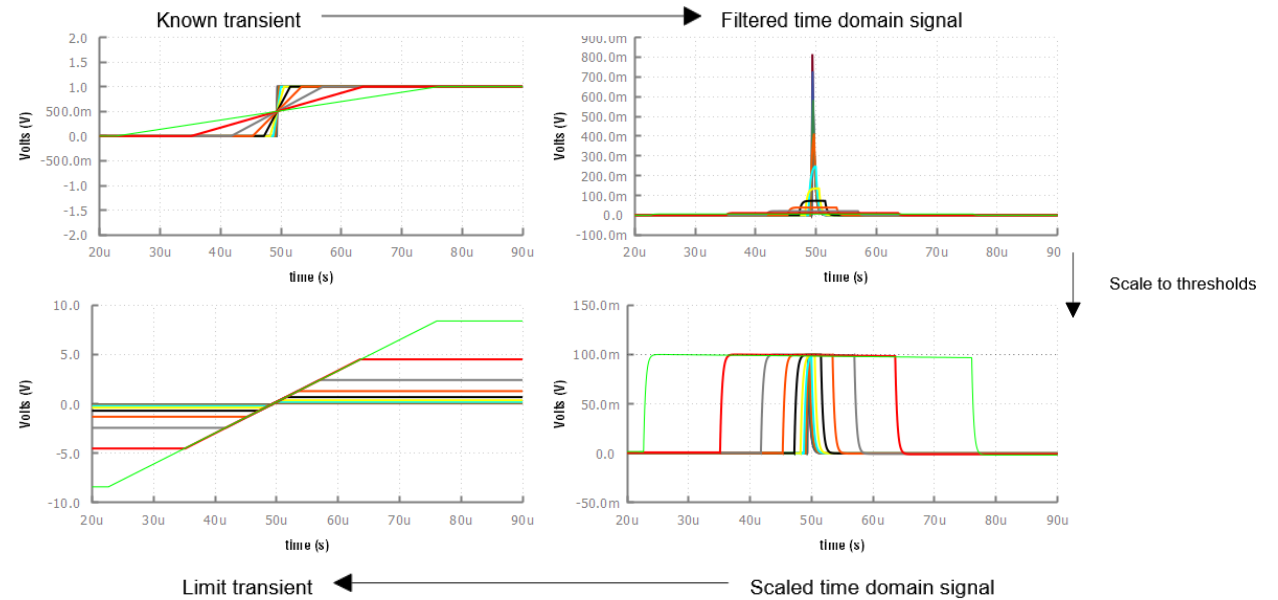 Known transient
Filtered time domain signal
2.0
1.5
1.0
500.0m
0.0
-500.0m
-1.0
-1.5
-2.0
Volts (V)
20u 30u 40u 50u 60u 70u 80u 90u
time (s)
900.0m
800.0m
700.0m
600.0m
500.0m
400.0m
300.0m
200.0m
100.0m
0.0
-100.0m
Volts (V)
20u 30u 40u 50u 60u 70u 80u 90u
time (s)
Scale to thresholds
10.0
5.0
0.0
-5.0
-10.0
Volts (V)
20u 30u 40u 50u 60u 70u 80u 90u
time (s)
150.0m
100.0m
50.0m
0.0
-50.0m
Volts (V)
20u 30u 40u 50u 60u 70u 80u 90u
time (s)
Limit transient
Scaled time domain signal